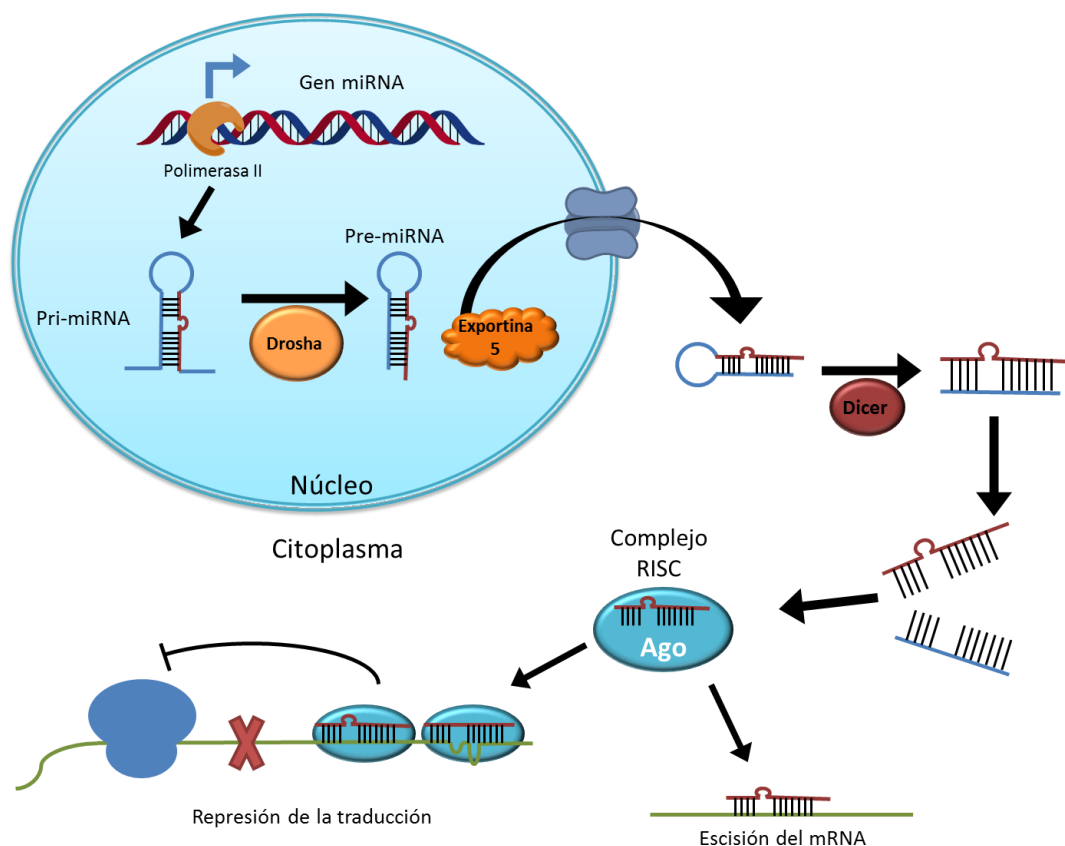 Gen miRNA
Polimerasa II
Pri-miRNA
Drosha
Pre-miRNA
Exportina
5
Dicer
Núcleo
Citoplasma
Complejo
RISC
Ago
Represión de la traducción
Escisión del mRNA